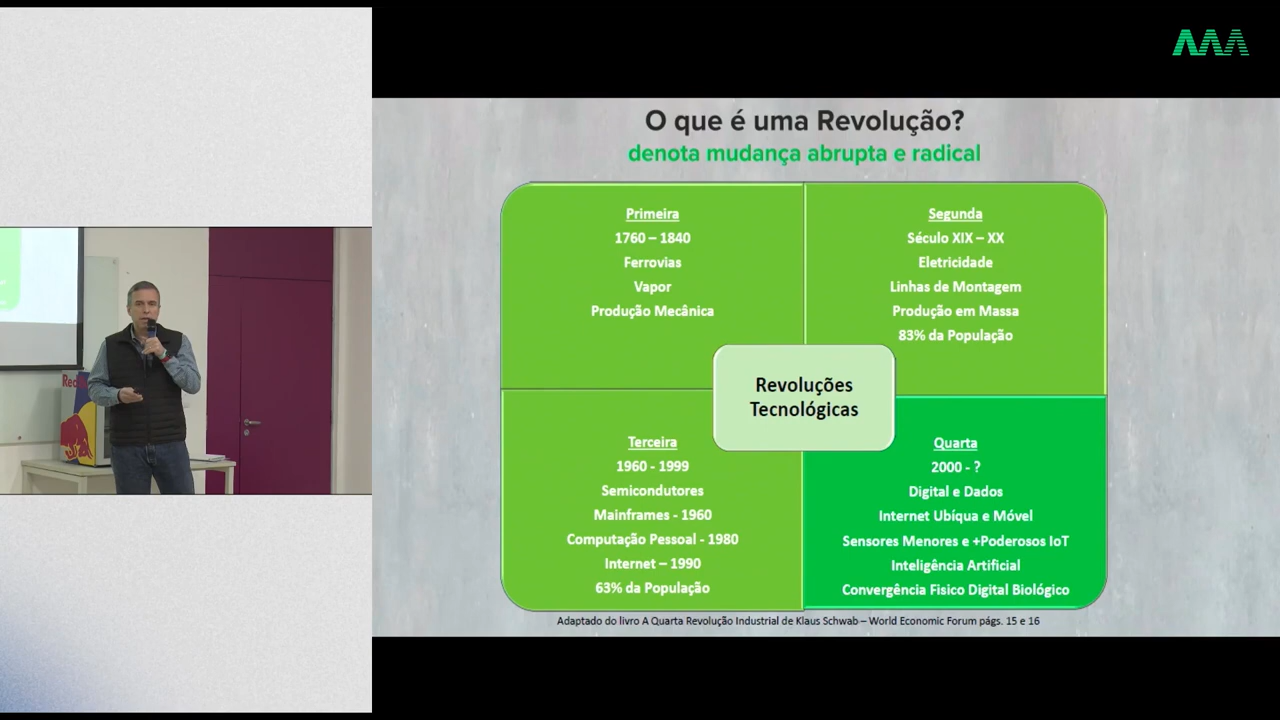 O que é uma Revolução?
denota mudança abrupta e radical
Primeira
1760 – 1840
Ferrovias
Vapor
Produção Mecânica
Segunda
Século XIX – XX
Eletricidade
Linhas de Montagem
Produção em Massa
83% da População
Revoluções
Tecnológicas
Terceira
1960 - 1999
Semicondutores
Mainframes - 1960
Computação Pessoal - 1980
Internet – 1990
63% da População
Quarta
2000 - ?
Digital e Dados
Internet Ubíqua e Móvel
Sensores Menores e +Poderosos IoT
Inteligência Artificial
Convergência Fisico Digital Biológico
Adaptado do livro A Quarta Revolução Industrial de Klaus Schwab – World Economic Forum págs. 15 e 16